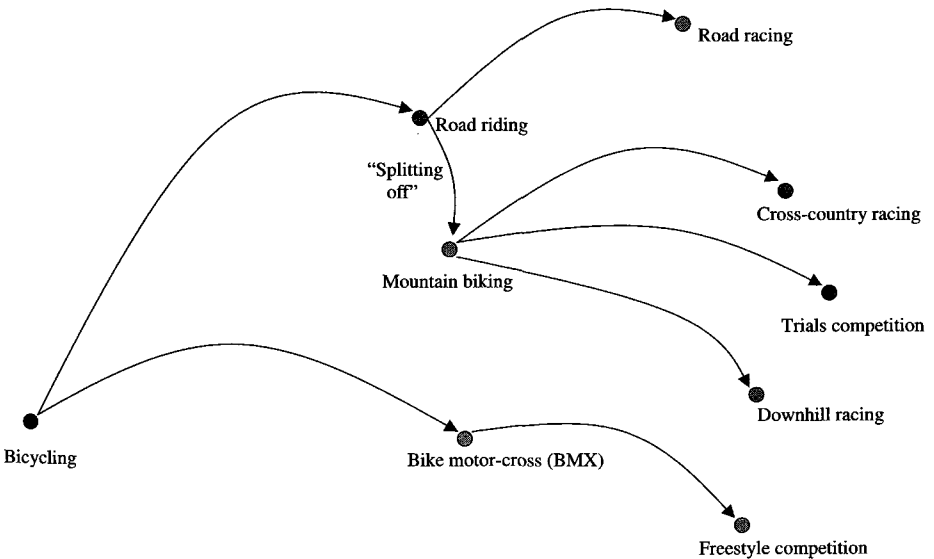 Road racing
Road riding
“Splitting
off”
Cross-country racing
Mountain biking
Trials competition
Downhill racing
Bicycling
Bike motor-cross (BMX)
Freestyle competition